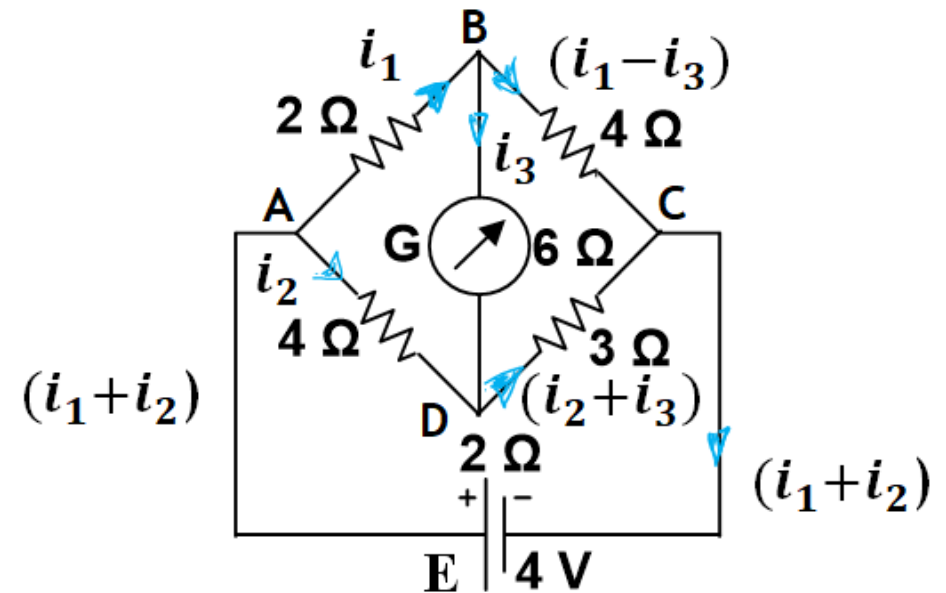 B
i₁
(i₁−i₃)
2 Ω
4 Ω
i₃
A
C
G
6 Ω
i₂
4 Ω
3 Ω
(i₁+i₂)
(i₂+i₃)
D
2 Ω
(i₁+i₂)
+ −
E
4 V